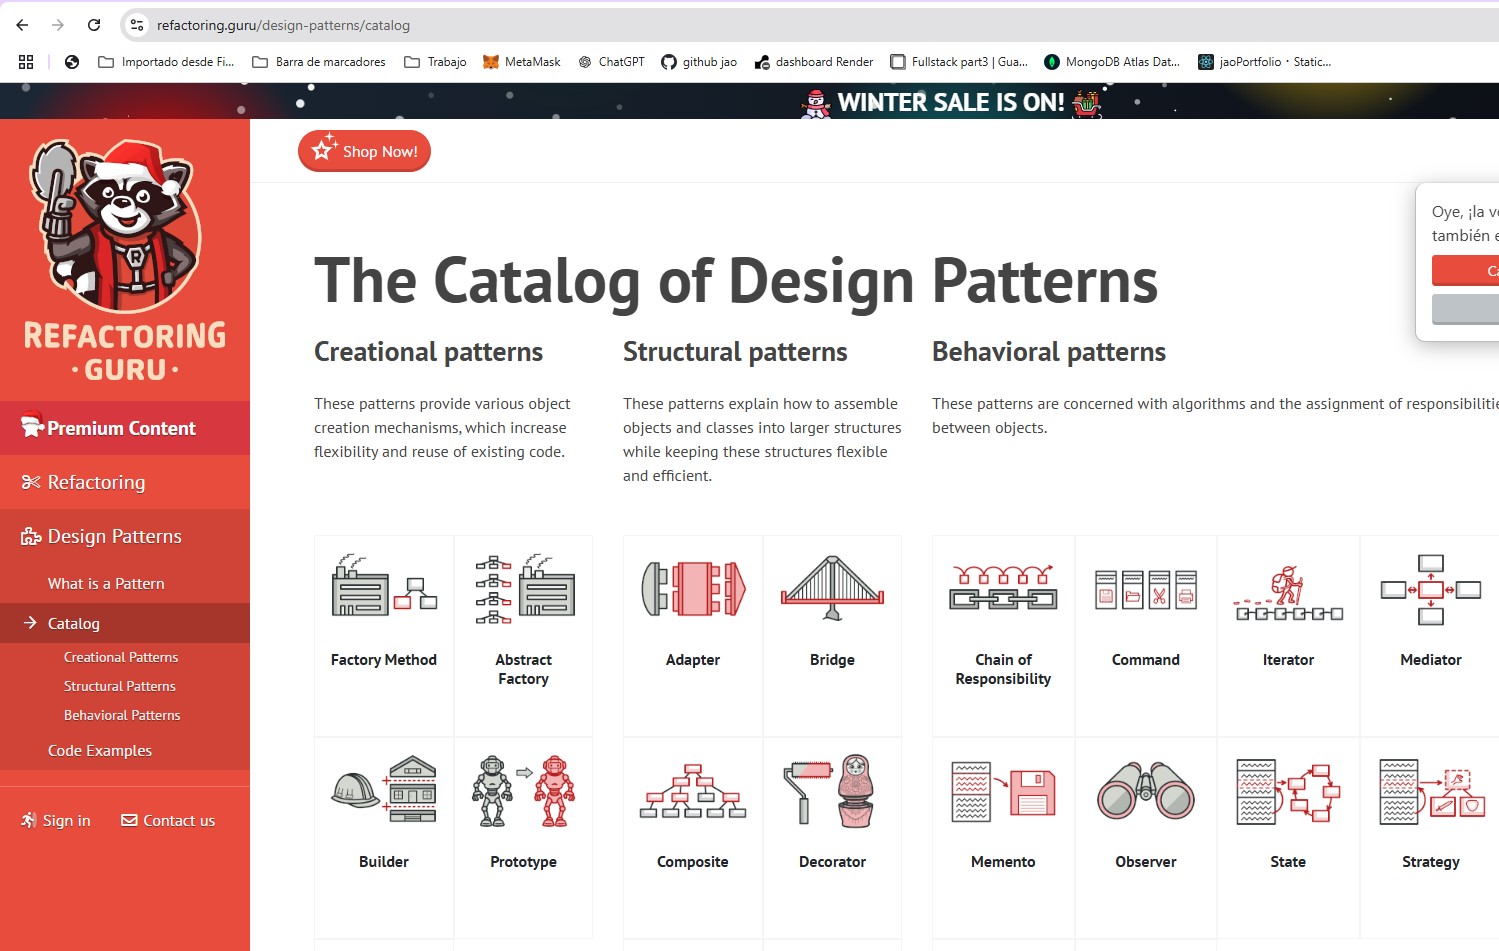 refactoring.guru/design-patterns/catalog
Importado desde Fi...
Barra de marcadores
Trabajo
MetaMask
ChatGPT
github jao
dashboard Render
Fullstack part3 | Gua...
MongoDB Atlas Dat...
jaoPortfolio · Static...
WINTER SALE IS ON!
R
REFACTORING
· GURU ·
Premium Content
Refactoring
Design Patterns
What is a Pattern
Catalog
Creational Patterns
Structural Patterns
Behavioral Patterns
Code Examples
Sign in
Contact us
Shop Now!
Oye, ¡la
también
The Catalog of Design Patterns
Creational patterns
These patterns provide various object
creation mechanisms, which increase
flexibility and reuse of existing code.
Factory Method
Abstract
Factory
Builder
Prototype
Structural patterns
These patterns explain how to assemble
objects and classes into larger structures
while keeping these structures flexible
and efficient.
Adapter
Bridge
Composite
Decorator
Behavioral patterns
These patterns are concerned with algorithms and the assignment of
between objects.
Chain of
Responsibility
Command
Iterator
Mediator
Memento
Observer
State
Strategy